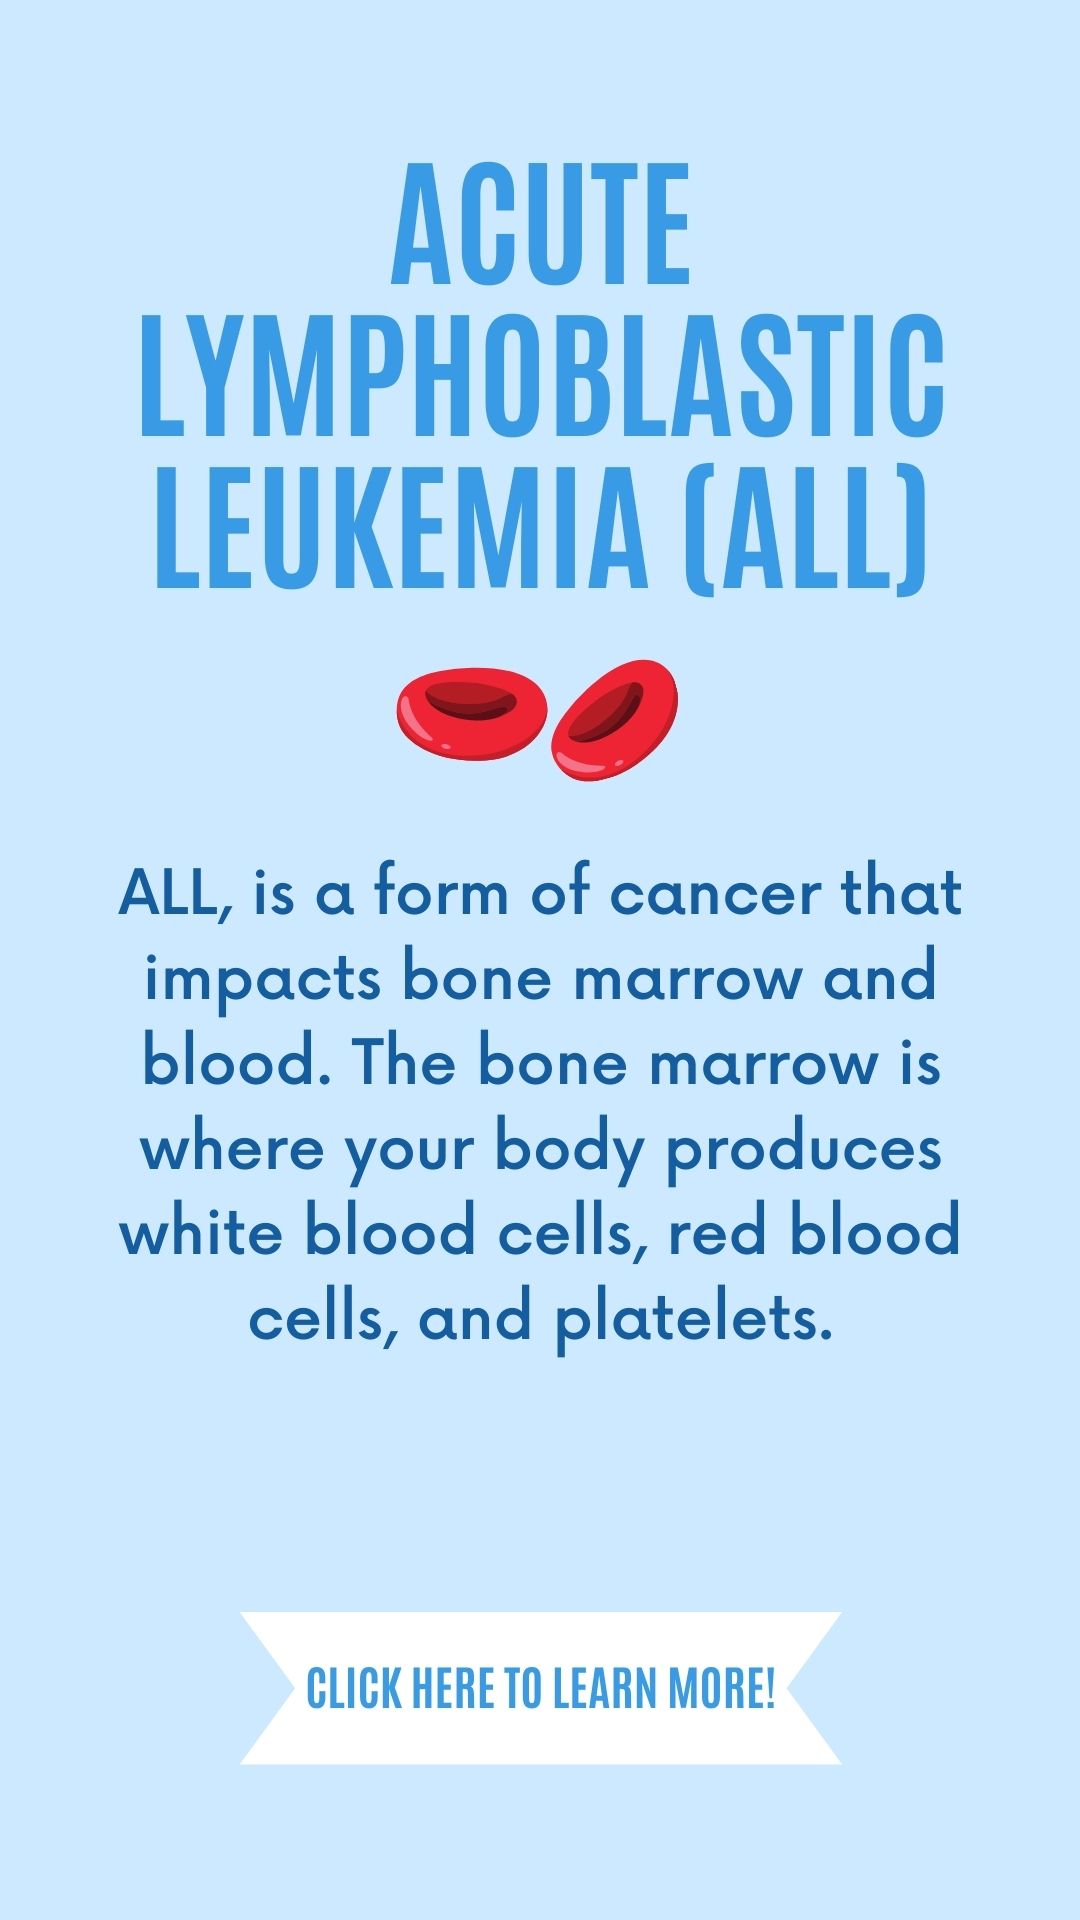 ACUTE
LYMPHOBLASTIC
LEUKEMIA (ALL)
ALL, is a form of cancer that
impacts bone marrow and
blood. The bone marrow is
where your body produces
white blood cells, red blood
cells, and platelets.
CLICK HERE TO LEARN MORE!